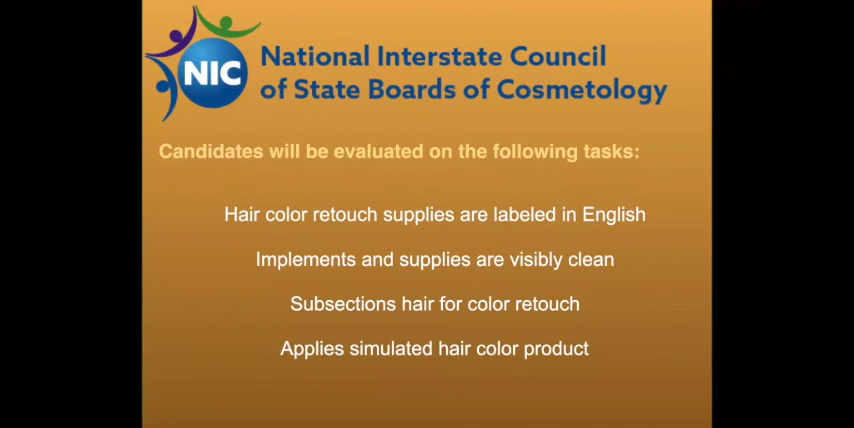 NIC
National Interstate Council
of State Boards of Cosmetology
Candidates will be evaluated on the following tasks:
Hair color retouch supplies are labeled in English
Implements and supplies are visibly clean
Subsections hair for color retouch
Applies simulated hair color product